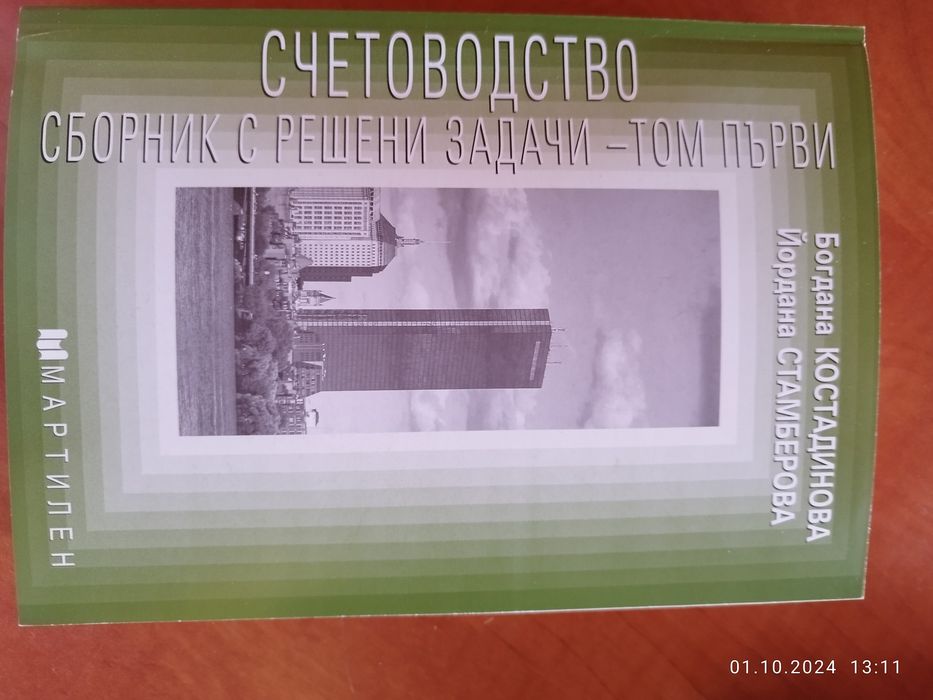 СЧЕТОВОДСТВО
СБОРНИК С РЕШЕНИ ЗАДАЧИ – ТОМ ПЪРВИ
Богдана КОСТАДИНОВА
Йордана СТАМБЕРОВА
МАРТИЛЕН
01.10.2024 13:11